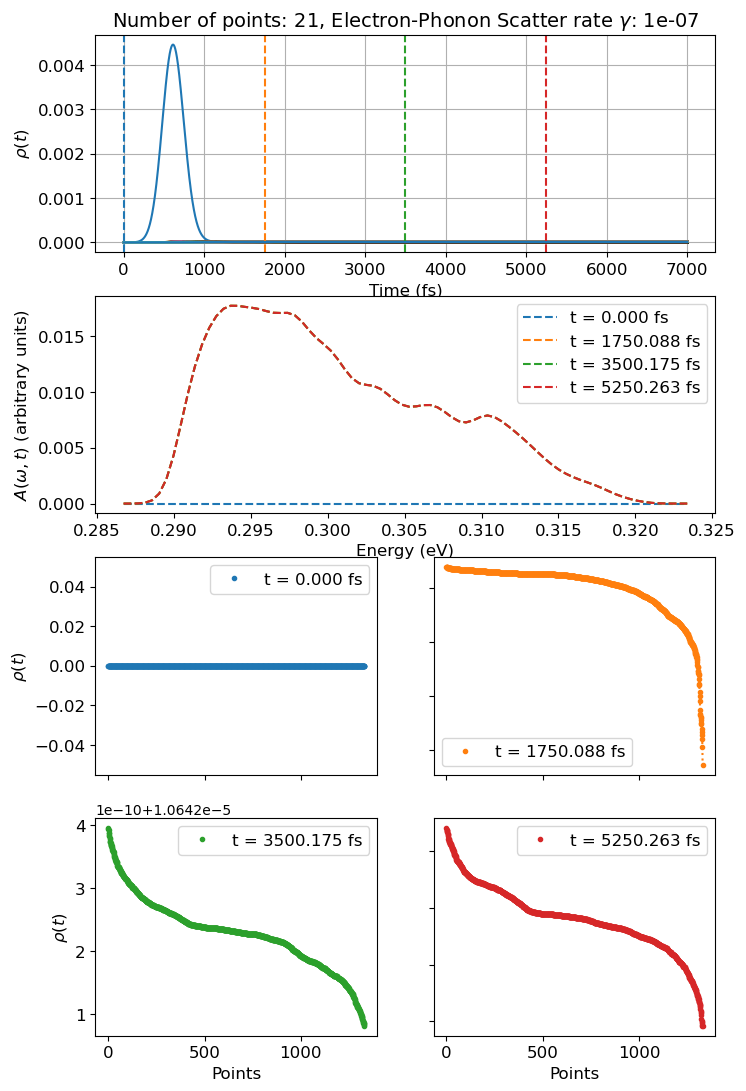 Number of points: 21, Electron-Phonon Scatter rate γ: 1e-07
ρ(t)
0.004
0.003
0.002
0.001
0.000
0 1000 2000 3000 4000 5000 6000 7000
Time (fs)
A(ω, t) (arbitrary units)
0.015
0.010
0.005
0.000
t = 0.000 fs
t = 1750.088 fs
t = 3500.175 fs
t = 5250.263 fs
0.285 0.290 0.295 0.300 0.305 0.310 0.315 0.320 0.325
Energy (eV)
ρ(t)
0.04
0.02
0.00
−0.02
−0.04
t = 0.000 fs
t = 1750.088 fs
1e−10+1.0642e−5
ρ(t)
4
3
2
1
t = 3500.175 fs
0 500 1000
Points
t = 5250.263 fs
0 500 1000
Points